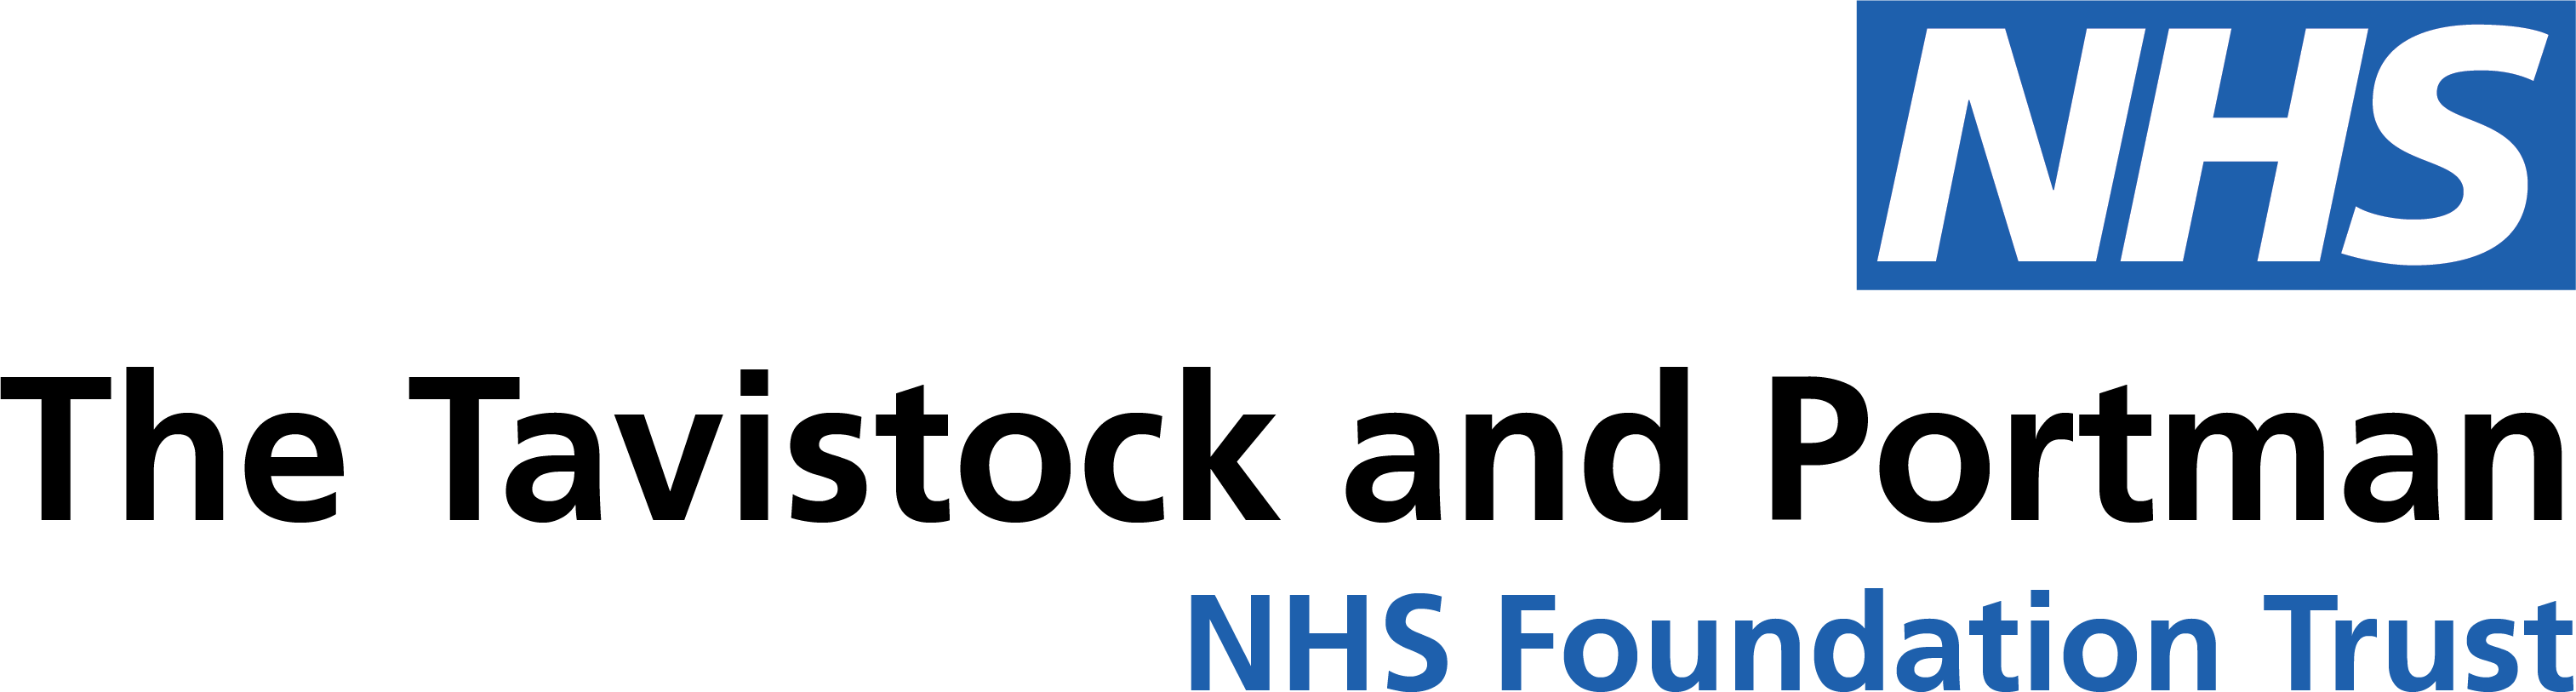 NHS
The Tavistock and Portman
NHS Foundation Trust